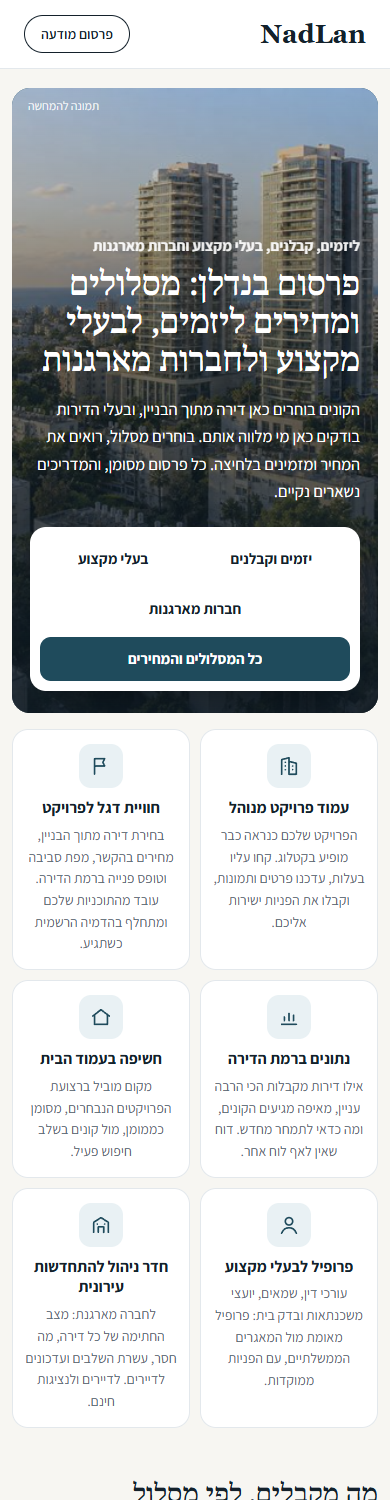 NadLan
פרסום מודעה
תמונה להמחשה
ליזמים, קבלנים, בעלי מקצוע וחברות מארגנות
פרסום בנדלן: מסלולים
ומחירים ליזמים, לבעלי
מקצוע ולחברות מארגנות
הקונים בוחרים כאן דירה מתוך הבניין, ובעלי הדירות
בודקים כאן מי מלווה אותם. בוחרים מסלול, רואים את
המחיר ומזמינים בלחיצה. כל פרסום מסומן, והמדריכים
נשארים נקיים.
יזמים וקבלנים
בעלי מקצוע
חברות מארגנות
כל המסלולים והמחירים
עמוד פרויקט מנוהל
הפרויקט שלכם כנראה כבר
מופיע בקטלוג. קחו עליו
בעלות, עדכנו פרטים ותמונות,
וקבלו את הפניות ישירות
אליכם.
חוויית דגל לפרויקט
בחירת דירה מתוך הבניין,
מחירים בהקשר, מפת סביבה
וטופס פנייה ברמת הדירה.
עובד מהתוכניות שלכם
ומתחלף בהדמיה הרשמית
כשתגיע.
נתונים ברמת הדירה
אילו דירות מקבלות הכי הרבה
עניין, מאיפה מגיעים הקונים,
ומה כדאי לתמחר מחדש. דוח
שאין לאף לוח אחר.
חשיפה בעמוד הבית
מקום מוביל ברצועת
הפרויקטים הנבחרים, מסומן
כממומן, מול קונים בשלב
חיפוש פעיל.
פרופיל לבעלי מקצוע
עורכי דין, שמאים, יועצי
משכנתאות ובדק בית: פרופיל
מאומת מול המאגרים
הממשלתיים, עם הפניות
ממוקדות.
חדר ניהול להתחדשות
עירונית
לחברה מארגנת: מצב
החתימה של כל דירה, מה
חסר, עשרת השלבים ועדכונים
לדיירים. לדיירים ולנציגות
חינם.
מה מקבלים, לפי מסלול